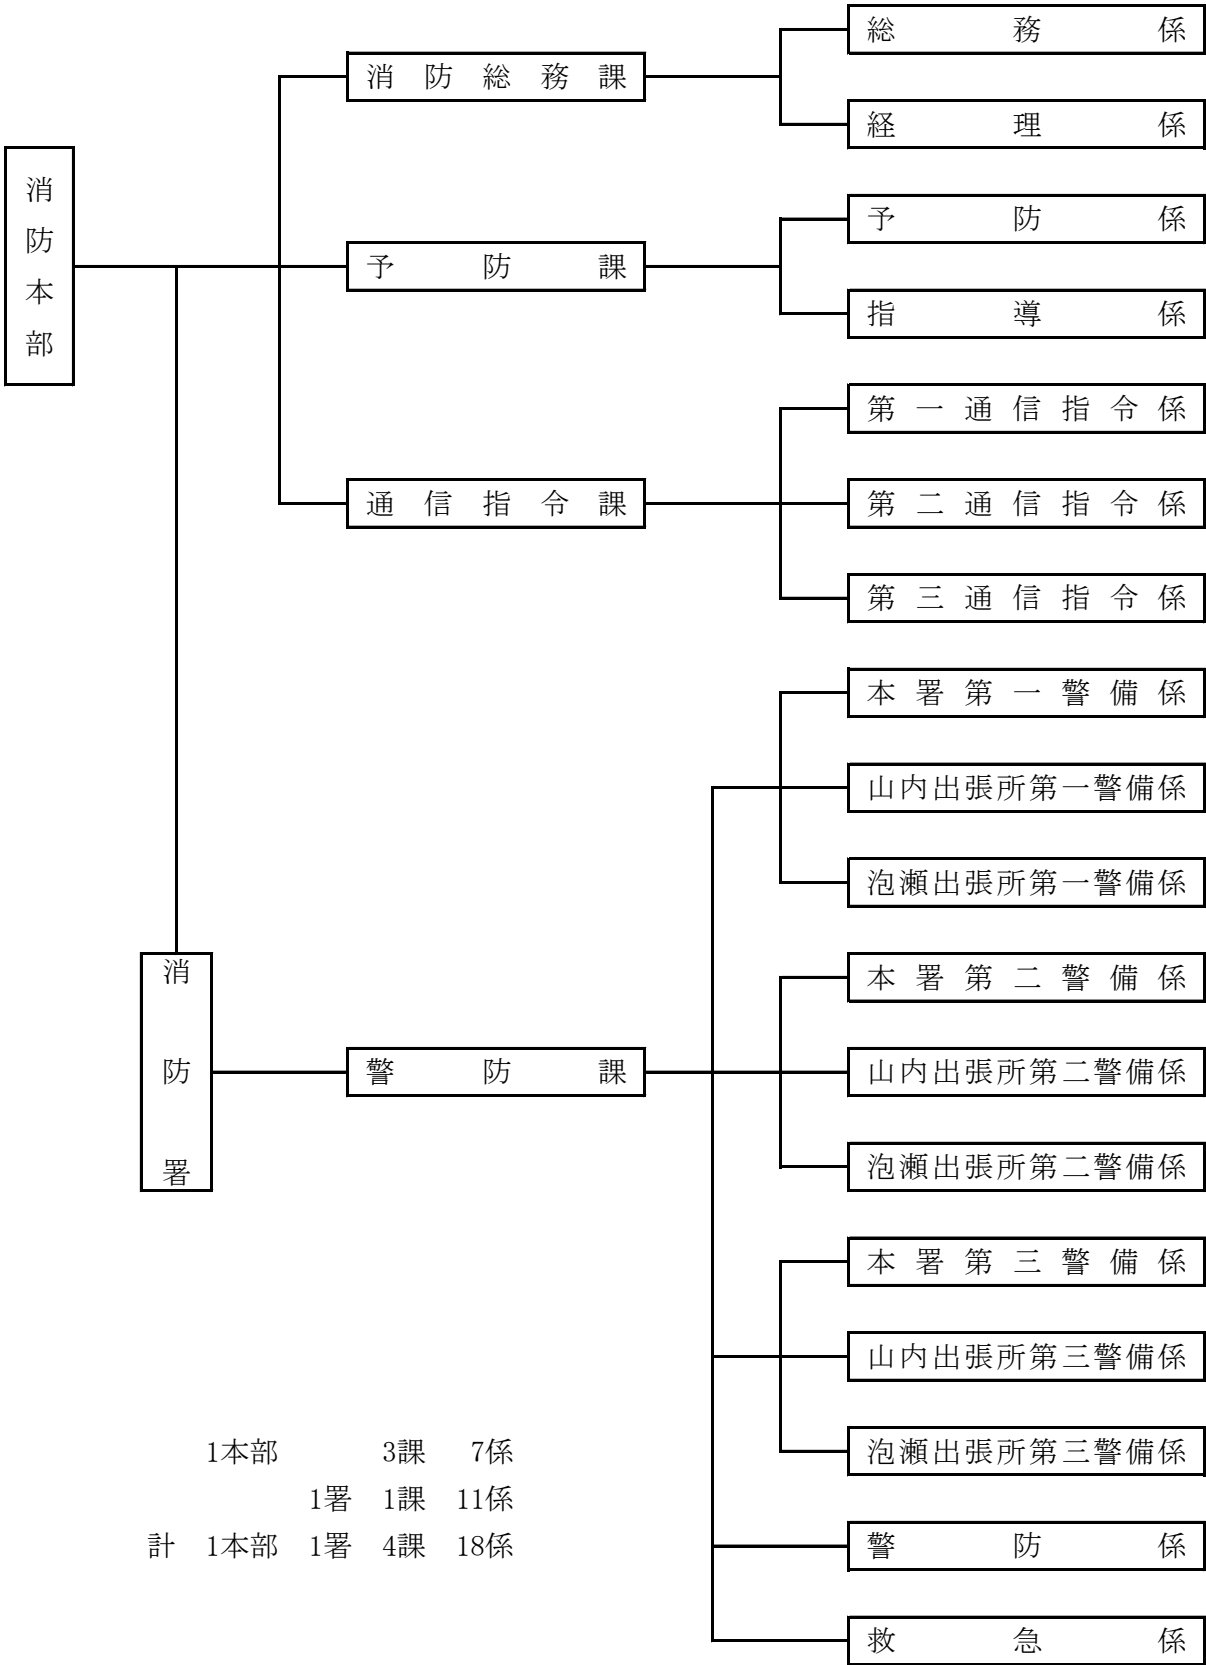 消防本部
消防総務課
総務係
経理係
予防課
予防係
指導係
通信指令課
第一通信指令係
第二通信指令係
第三通信指令係
消防署
警防課
本署第一警備係
山内出張所第一警備係
泡瀬出張所第一警備係
本署第二警備係
山内出張所第二警備係
泡瀬出張所第二警備係
本署第三警備係
山内出張所第三警備係
泡瀬出張所第三警備係
警防係
救急係
1本部 3課 7係
1署 1課 11係
計 1本部 1署 4課 18係